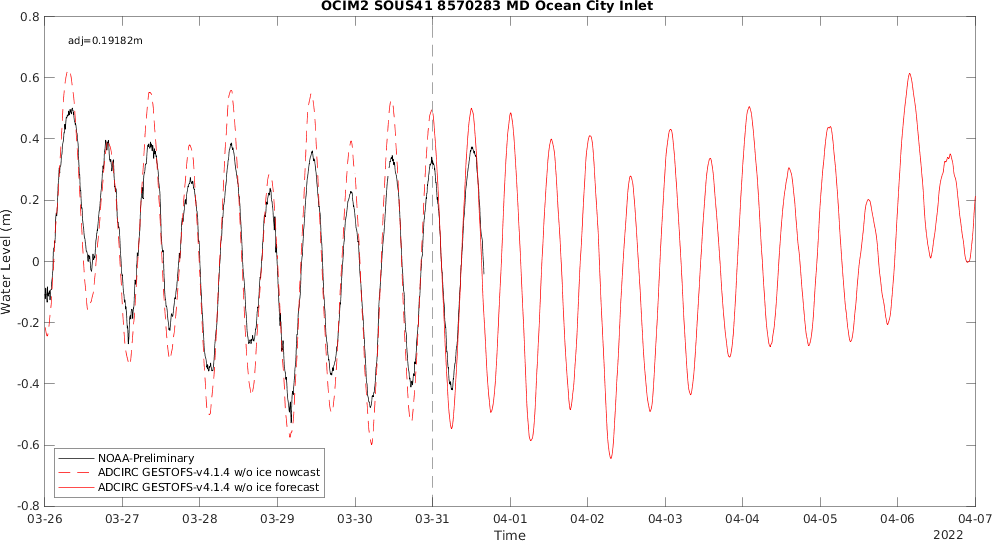 OCIM2 SOUS41 8570283 MD Ocean City Inlet
adj=0.19182m
0.8
0.6
0.4
0.2
0
-0.2
-0.4
-0.6
-0.8
Water Level (m)
NOAA-Preliminary
ADCIRC GESTOFS-v4.1.4 w/o ice nowcast
ADCIRC GESTOFS-v4.1.4 w/o ice forecast
03-26 03-27 03-28 03-29 03-30 03-31 04-01 04-02 04-03 04-04 04-05 04-06 04-07
Time
2022